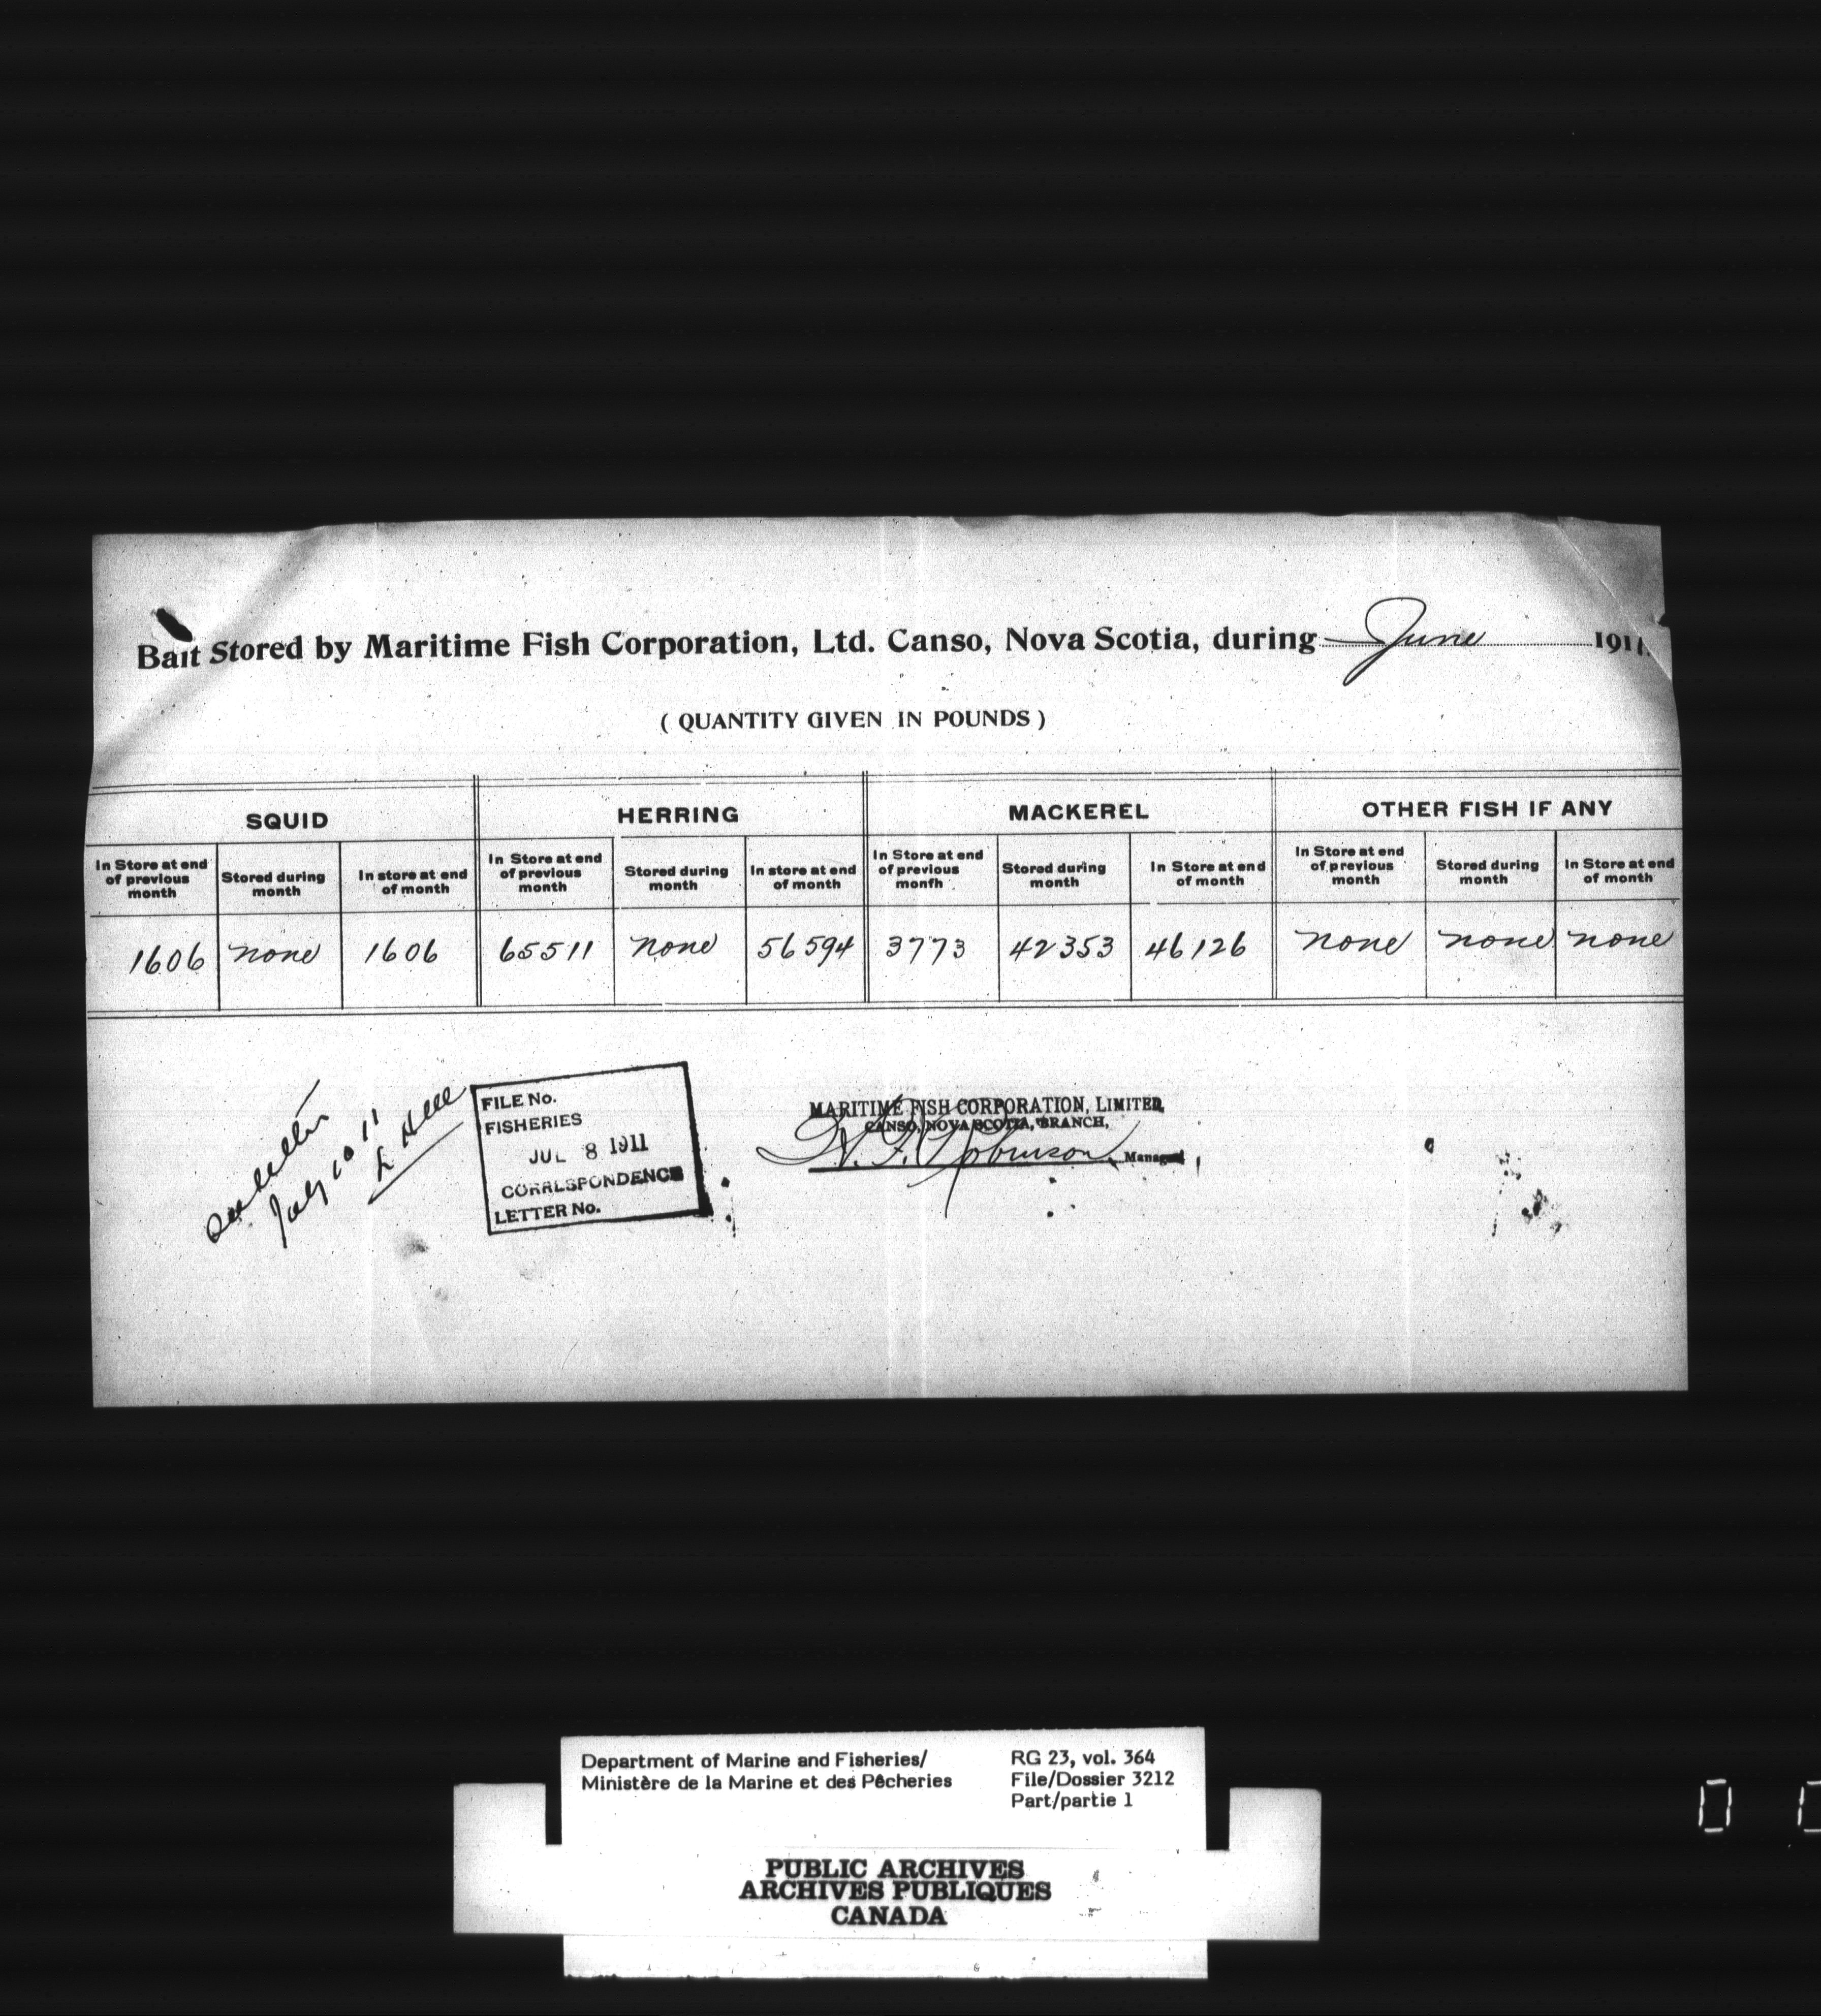 Bait Stored by Maritime Fish Corporation, Ltd. Canso, Nova Scotia, during June 1911.
( QUANTITY GIVEN IN POUNDS )
SQUID HERRING MACKEREL OTHER FISH IF ANY
In Store at end of previous month Stored during month In store at end of month In Store at end of previous month Stored during month In store at end of month In Store at end of previous monfh Stored during month In Store at end of month In Store at end of previous month Stored during month In Store at end of month
1606 none 1606 65511 none 56594 3773 42353 46126 none none none
July 10 11
FILE No.
FISHERIES
JUL 8 1911
CORRESPONDENCE
LETTER No.
MARITIME FISH CORPORATION, LIMITED,
CANSO, NOVA SCOTIA, BRANCH,
Robinson Manager
Department of Marine and Fisheries/
Ministère de la Marine et des Pêcheries
RG 23, vol. 364
File/Dossier 3212
Part/partie 1
PUBLIC ARCHIVES
ARCHIVES PUBLIQUES
CANADA